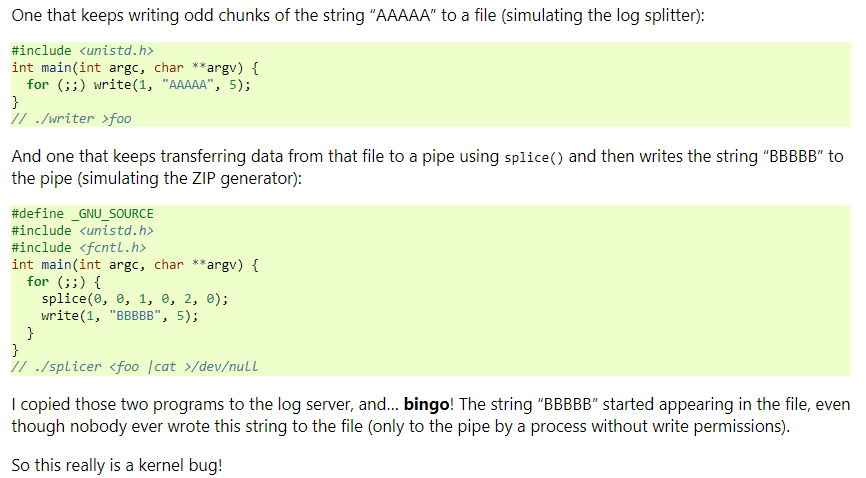 One that keeps writing odd chunks of the string “AAAAA” to a file (simulating the log splitter):
#include <unistd.h>
int main(int argc, char **argv) {
  for (;;) write(1, "AAAAA", 5);
}
// ./writer >foo
And one that keeps transferring data from that file to a pipe using splice() and then writes the string “BBBBB” to
the pipe (simulating the ZIP generator):
#define _GNU_SOURCE
#include <unistd.h>
#include <fcntl.h>
int main(int argc, char **argv) {
  for (;;) {
    splice(0, 0, 1, 0, 2, 0);
    write(1, "BBBBB", 5);
  }
}
// ./splicer <foo |cat >/dev/null
I copied those two programs to the log server, and… bingo! The string “BBBBB” started appearing in the file, even
though nobody ever wrote this string to the file (only to the pipe by a process without write permissions).
So this really is a kernel bug!